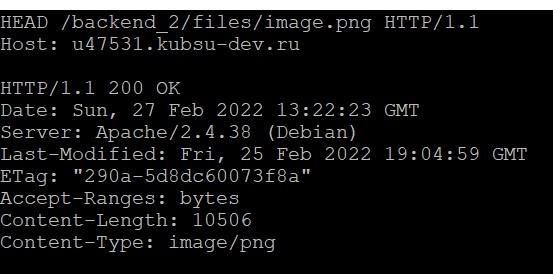 HEAD /backend_2/files/image.png HTTP/1.1
Host: u47531.kubsu-dev.ru
HTTP/1.1 200 OK
Date: Sun, 27 Feb 2022 13:22:23 GMT
Server: Apache/2.4.38 (Debian)
Last-Modified: Fri, 25 Feb 2022 19:04:59 GMT
ETag: "290a-5d8dc60073f8a"
Accept-Ranges: bytes
Content-Length: 10506
Content-Type: image/png